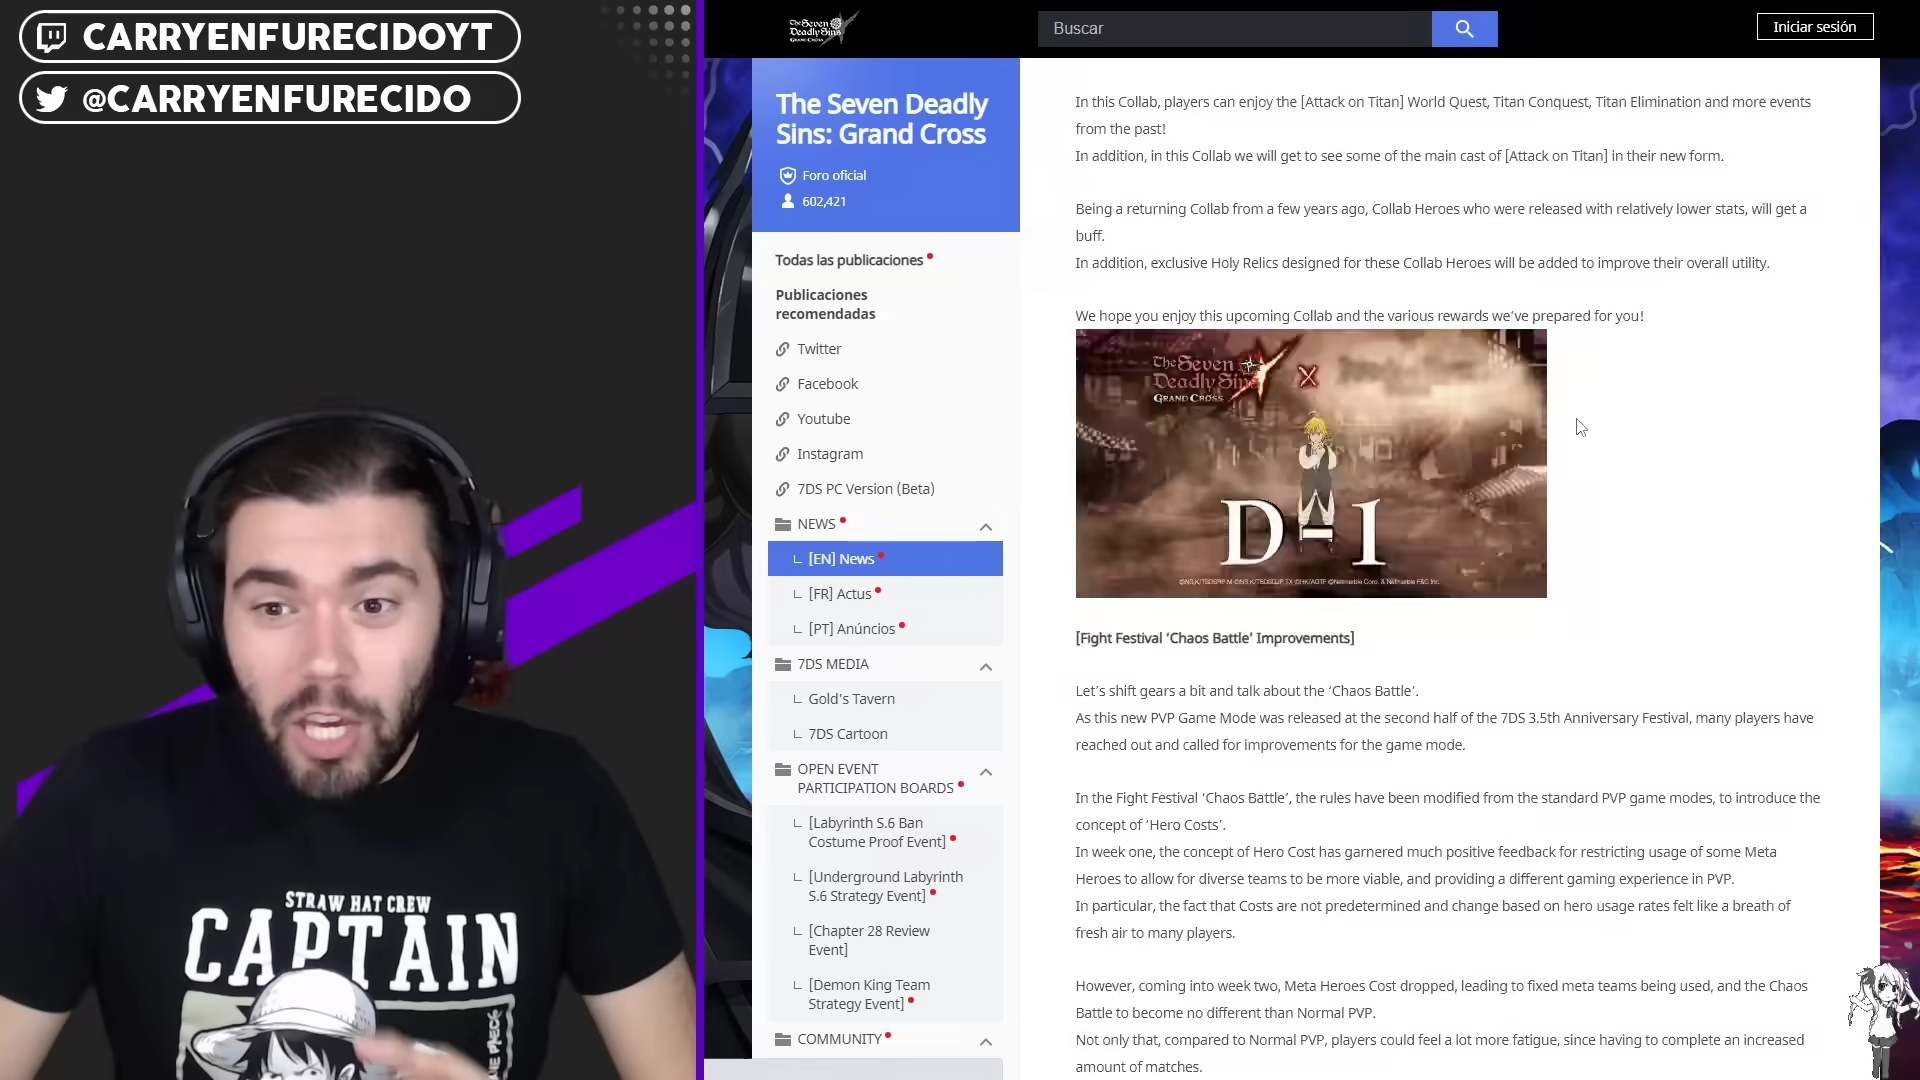 CARRYENFURECIDOYT
@CARRYENFURECIDO
STRAW HAT CREW
CAPTAIN
The Seven
Deadly Sins
GRAND CROSS
Buscar
Iniciar sesión
The Seven Deadly
Sins: Grand Cross
Foro oficial
602,421
Todas las publicaciones
Publicaciones
recomendadas
Twitter
Facebook
Youtube
Instagram
7DS PC Version (Beta)
NEWS
[EN] News
[FR] Actus
[PT] Anúncios
7DS MEDIA
Gold's Tavern
7DS Cartoon
OPEN EVENT
PARTICIPATION BOARDS
[Labyrinth S.6 Ban
Costume Proof Event]
[Underground Labyrinth
S.6 Strategy Event]
[Chapter 28 Review
Event]
[Demon King Team
Strategy Event]
COMMUNITY
In this Collab, players can enjoy the [Attack on Titan] World Quest, Titan Conquest, Titan Elimination and more events
from the past!
In addition, in this Collab we will get to see some of the main cast of [Attack on Titan] in their new form.
Being a returning Collab from a few years ago, Collab Heroes who were released with relatively lower stats, will get a
buff.
In addition, exclusive Holy Relics designed for these Collab Heroes will be added to improve their overall utility.
We hope you enjoy this upcoming Collab and the various rewards we've prepared for you!
The Seven
Deadly Sins
GRAND CROSS
X
D-1
[Fight Festival ‘Chaos Battle’ Improvements]
Let’s shift gears a bit and talk about the ‘Chaos Battle’.
As this new PVP Game Mode was released at the second half of the 7DS 3.5th Anniversary Festival, many players have
reached out and called for improvements for the game mode.
In the Fight Festival ‘Chaos Battle’, the rules have been modified from the standard PVP game modes, to introduce the
concept of ‘Hero Costs’.
In week one, the concept of Hero Cost has garnered much positive feedback for restricting usage of some Meta
Heroes to allow for diverse teams to be more viable, and providing a different gaming experience in PVP.
In particular, the fact that Costs are not predetermined and change based on hero usage rates felt like a breath of
fresh air to many players.
However, coming into week two, Meta Heroes Cost dropped, leading to fixed meta teams being used, and the Chaos
Battle to become no different than Normal PVP.
Not only that, compared to Normal PVP, players could feel a lot more fatigue, since having to complete an increased
amount of matches.